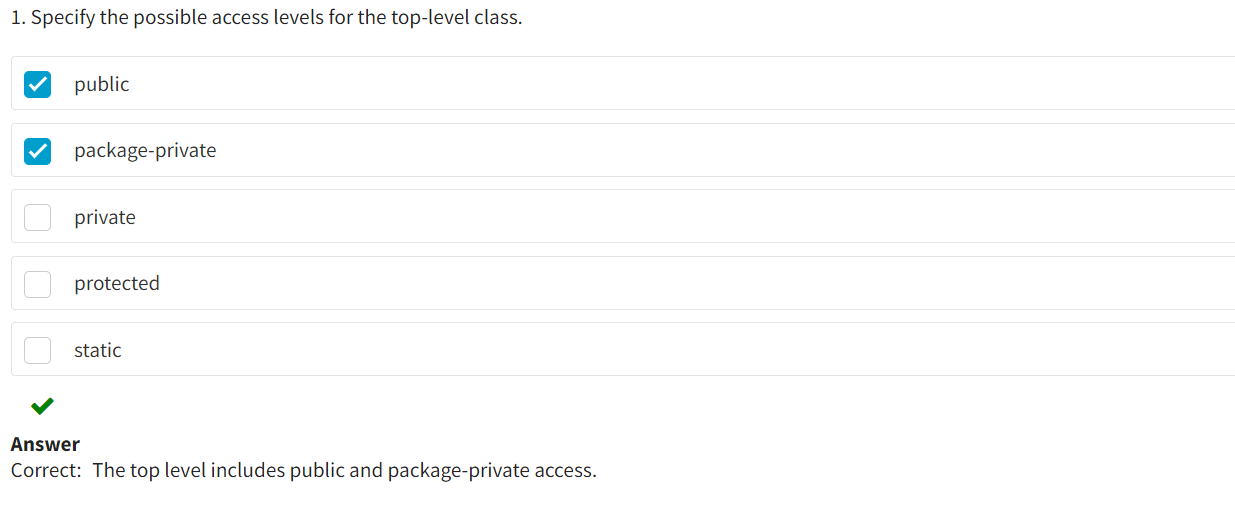 1. Specify the possible access levels for the top-level class.
public
package-private
private
protected
static
Answer
Correct: The top level includes public and package-private access.